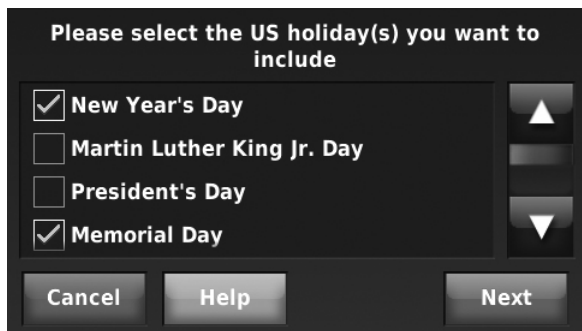 Please select the US holiday(s) you want to
include
New Year's Day
Martin Luther King Jr. Day
President's Day
Memorial Day
Cancel
Help
Next